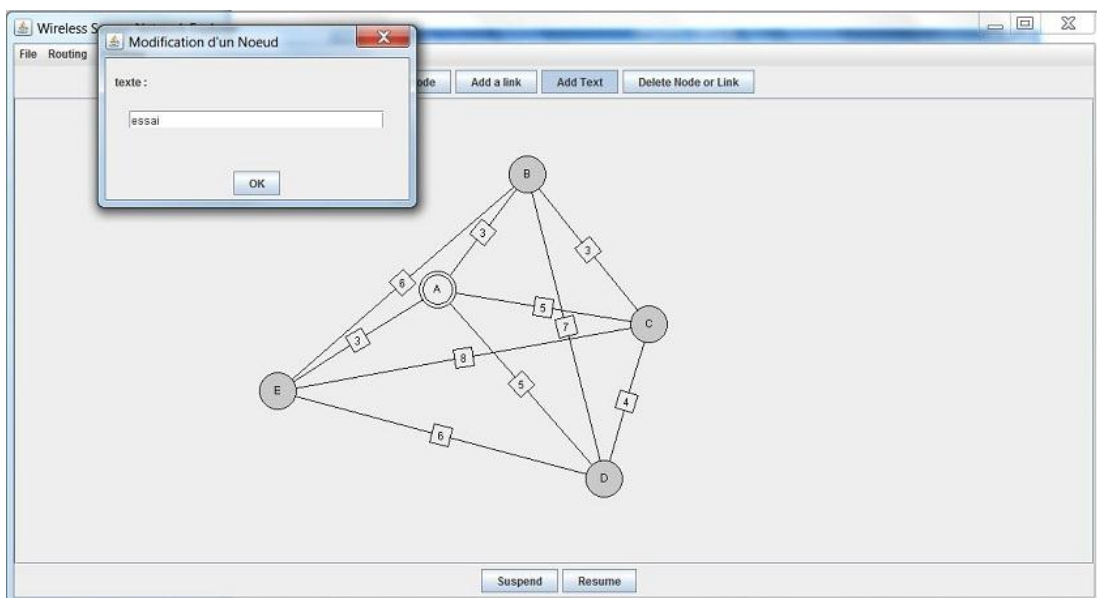 Wireless S
Modification d'un Noeud
File Routing
texte :
essai
OK
ode
Add a link
Add Text
Delete Node or Link
B
3
3
6
A
5
C
7
3
8
5
E
4
6
D
Suspend
Resume